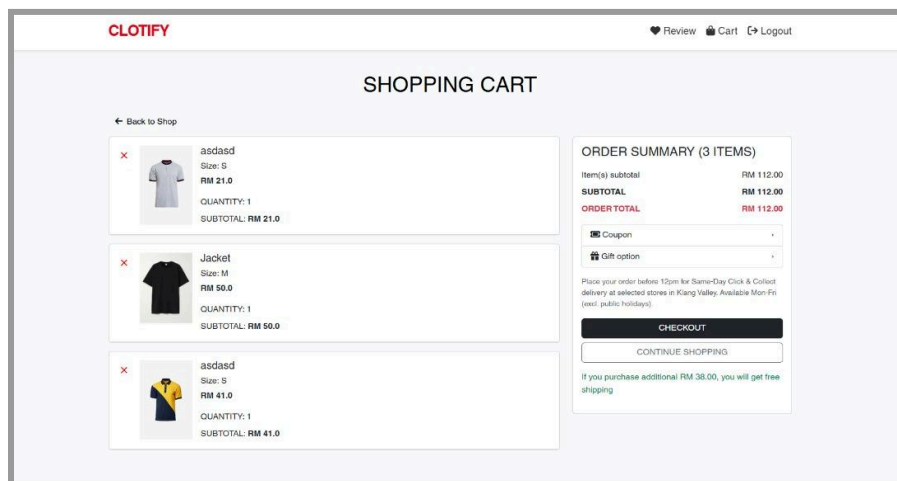 CLOTIFY
Review Cart Logout
SHOPPING CART
← Back to Shop
asdasd
Size: S
RM 21.0
QUANTITY: 1
SUBTOTAL: RM 21.0
Jacket
Size: M
RM 50.0
QUANTITY: 1
SUBTOTAL: RM 50.0
asdasd
Size: S
RM 41.0
QUANTITY: 1
SUBTOTAL: RM 41.0
ORDER SUMMARY (3 ITEMS)
Item(s) subtotal RM 112.00
SUBTOTAL RM 112.00
ORDER TOTAL RM 112.00
Coupon
Gift option
Place your order before 12pm for Same-Day Click & Collect
delivery at selected stores in Klang Valley. Available Mon-Fri
(excl. public holidays).
CHECKOUT
CONTINUE SHOPPING
If you purchase additional RM 38.00, you will get free
shipping